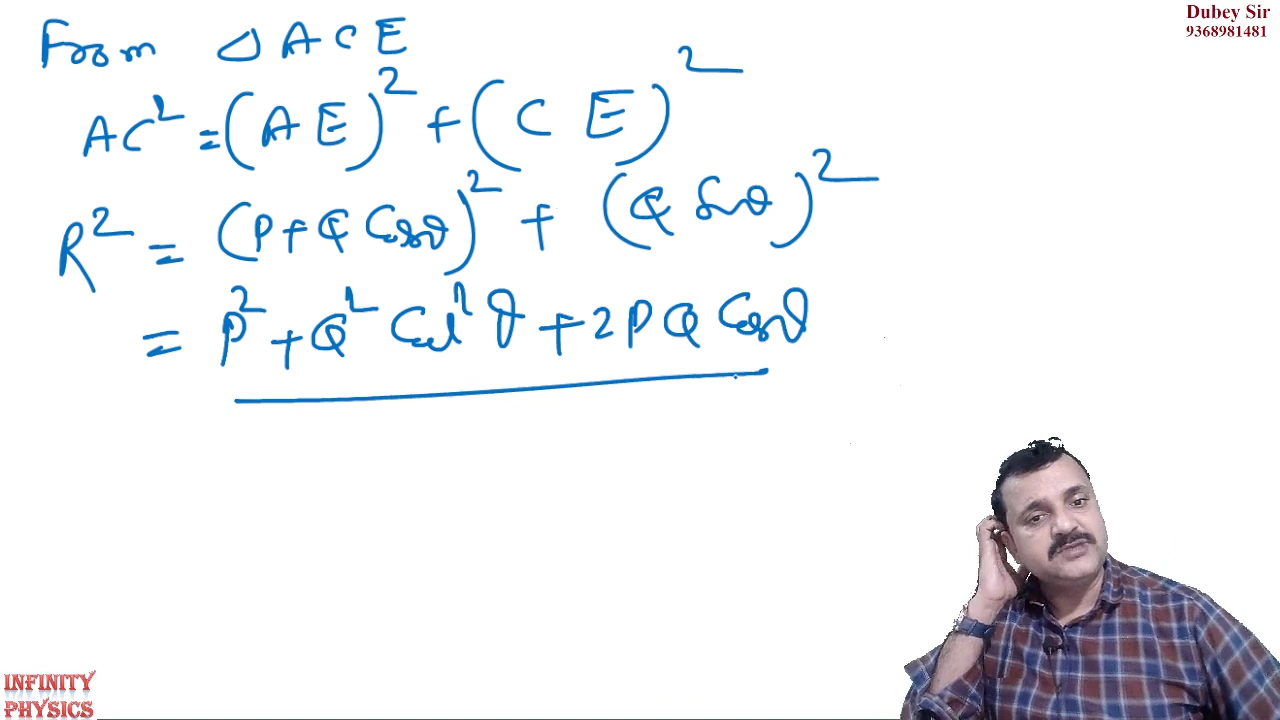 Dubey Sir
9368981481
From △ACE
AC² = (AE)² + (CE)²
R² = (P+Q Cosθ)² + (Q Sinθ)²
= P² + Q² Cos²θ + 2PQ Cosθ
INFINITY
PHYSICS